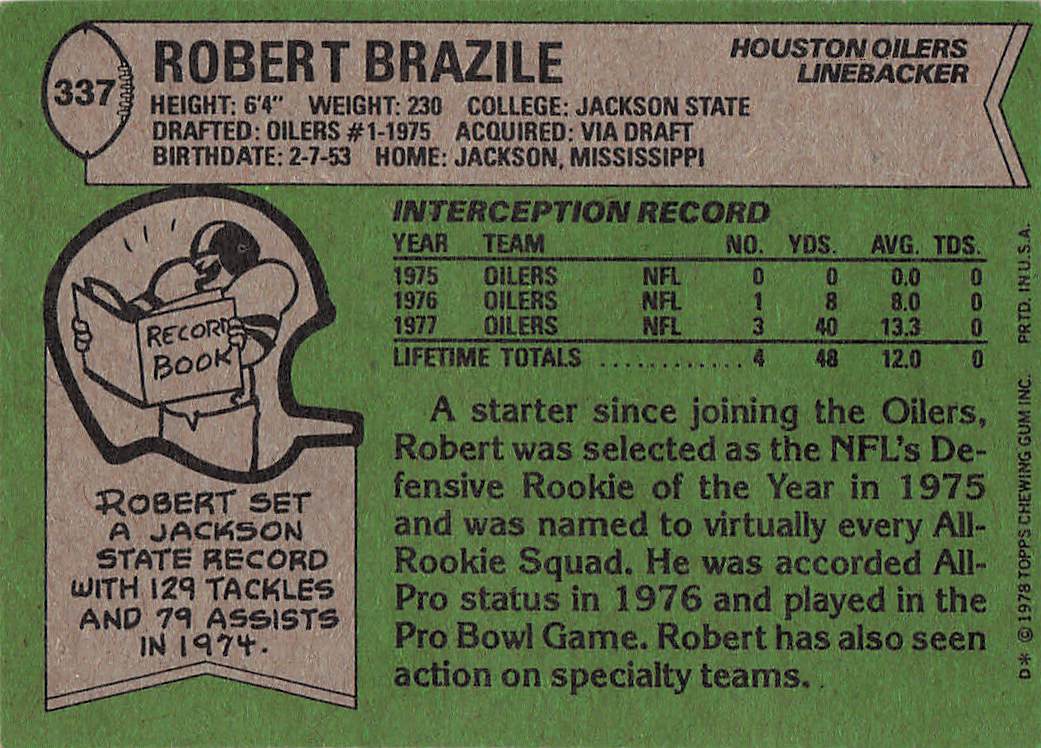 337
ROBERT BRAZILE
HOUSTON OILERS
LINEBACKER
HEIGHT: 6'4" WEIGHT: 230 COLLEGE: JACKSON STATE
DRAFTED: OILERS #1-1975 ACQUIRED: VIA DRAFT
BIRTHDATE: 2-7-53 HOME: JACKSON, MISSISSIPPI
RECORD
BOOK
ROBERT SET
A JACKSON
STATE RECORD
WITH 129 TACKLES
AND 79 ASSISTS
IN 1974.
INTERCEPTION RECORD
YEAR TEAM NO. YDS. AVG. TDS.
1975 OILERS NFL 0 0 0.0 0
1976 OILERS NFL 1 8 8.0 0
1977 OILERS NFL 3 40 13.3 0
LIFETIME TOTALS ............ 4 48 12.0 0
A starter since joining the Oilers,
Robert was selected as the NFL's De-
fensive Rookie of the Year in 1975
and was named to virtually every All-
Rookie Squad. He was accorded All-
Pro status in 1976 and played in the
Pro Bowl Game. Robert has also seen
action on specialty teams.
D* © 1978 TOPPS CHEWING GUM INC. PRTD. IN U.S.A.